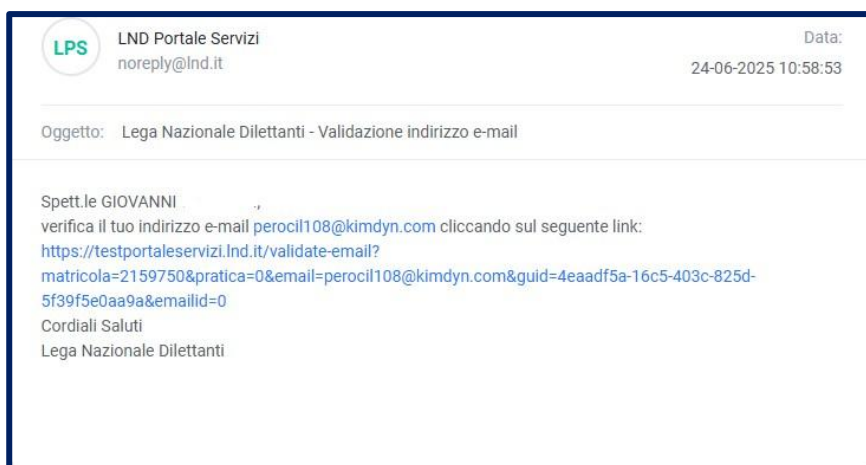 LPS
LND Portale Servizi
noreply@lnd.it
Data:
24-06-2025 10:58:53
Oggetto: Lega Nazionale Dilettanti - Validazione indirizzo e-mail
Spett.le GIOVANNI ,
verifica il tuo indirizzo e-mail perocil108@kimdyn.com cliccando sul seguente link:
https://testportaleservizi.lnd.it/validate-email?
matricola=2159750&pratica=0&email=perocil108@kimdyn.com&guid=4eaadf5a-16c5-403c-825d-
5f39f5e0aa9a&emailid=0
Cordiali Saluti
Lega Nazionale Dilettanti